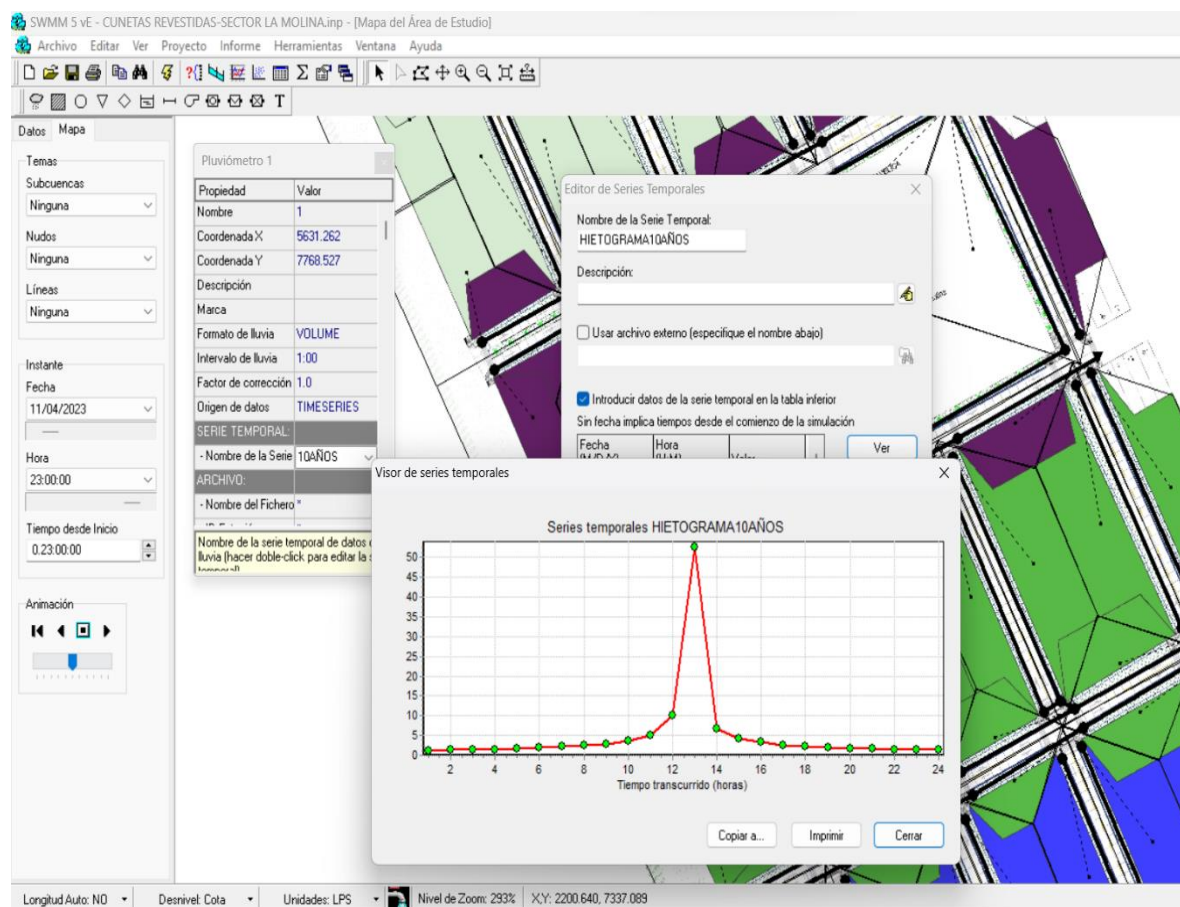 SWMM 5 vE - CUNETAS REVESTIDAS-SECTOR LA MOLINA.inp - [Mapa del Área de Estudio]
Archivo Editar Ver Proyecto Informe Herramientas Ventana Ayuda
T
Datos Mapa
Temas
Subcuencas
Ninguna
Nudos
Ninguna
Líneas
Ninguna
Instante
Fecha
11/04/2023
Hora
23:00:00
Tiempo desde Inicio
0.23:00:00
Animación
Pluviómetro 1
Propiedad Valor
Nombre 1
Coordenada X 5631.262
Coordenada Y 7768.527
Descripción
Marca
Formato de lluvia VOLUME
Intervalo de lluvia 1:00
Factor de corrección 1.0
Origen de datos TIMESERIES
SERIE TEMPORAL:
- Nombre de la Serie 10AÑOS
ARCHIVO:
- Nombre del Fichero *
Nombre de la serie temporal de datos
lluvia (hacer doble-click para editar la
Editor de Series Temporales
Nombre de la Serie Temporal:
HIETOGRAMA10AÑOS
Descripción:
Usar archivo externo (especifique el nombre abajo)
Introducir datos de la serie temporal en la tabla inferior
Sin fecha implica tiempos desde el comienzo de la simulación
Fecha Hora
Ver
Visor de series temporales
Series temporales HIETOGRAMA10AÑOS
50
45
40
35
30
25
20
15
10
5
0
2 4 6 8 10 12 14 16 18 20 22 24
Tiempo transcurrido (horas)
Copiar a... Imprimir Cerrar
Longitud Auto: NO Desnivel: Cota Unidades: LPS Nivel de Zoom: 293% X,Y: 2200.640, 7337.089